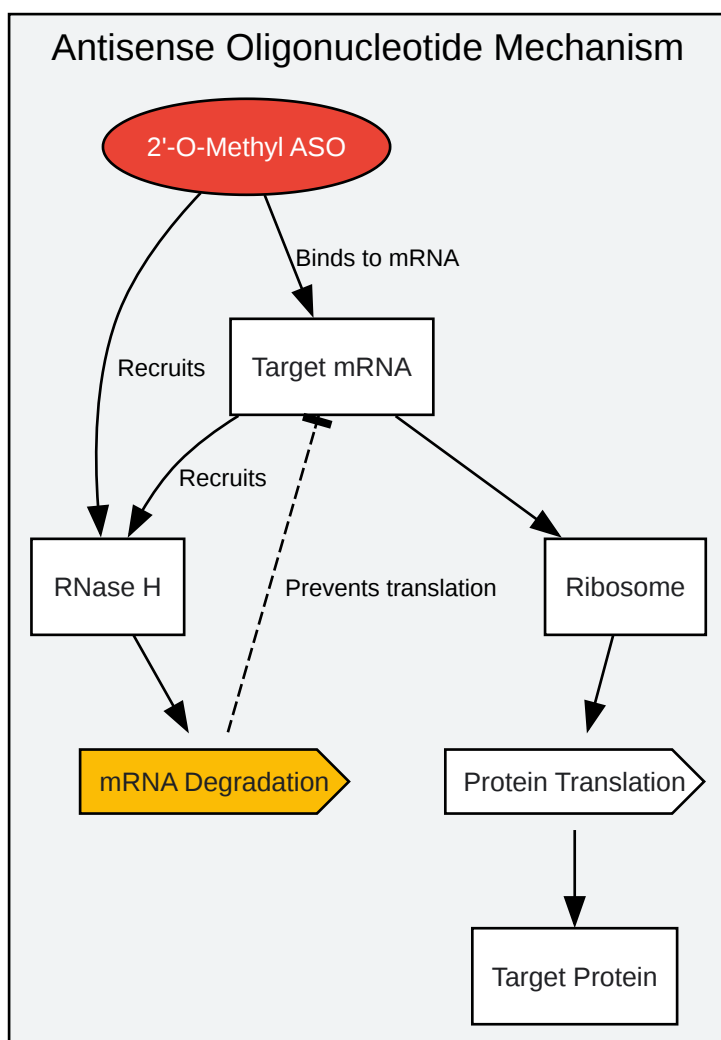 Antisense Oligonucleotide Mechanism
2'-O-Methyl ASO
Binds to mRNA
Recruits
Target mRNA
Recruits
RNase H
Prevents translation
Ribosome
mRNA Degradation
Protein Translation
Target Protein